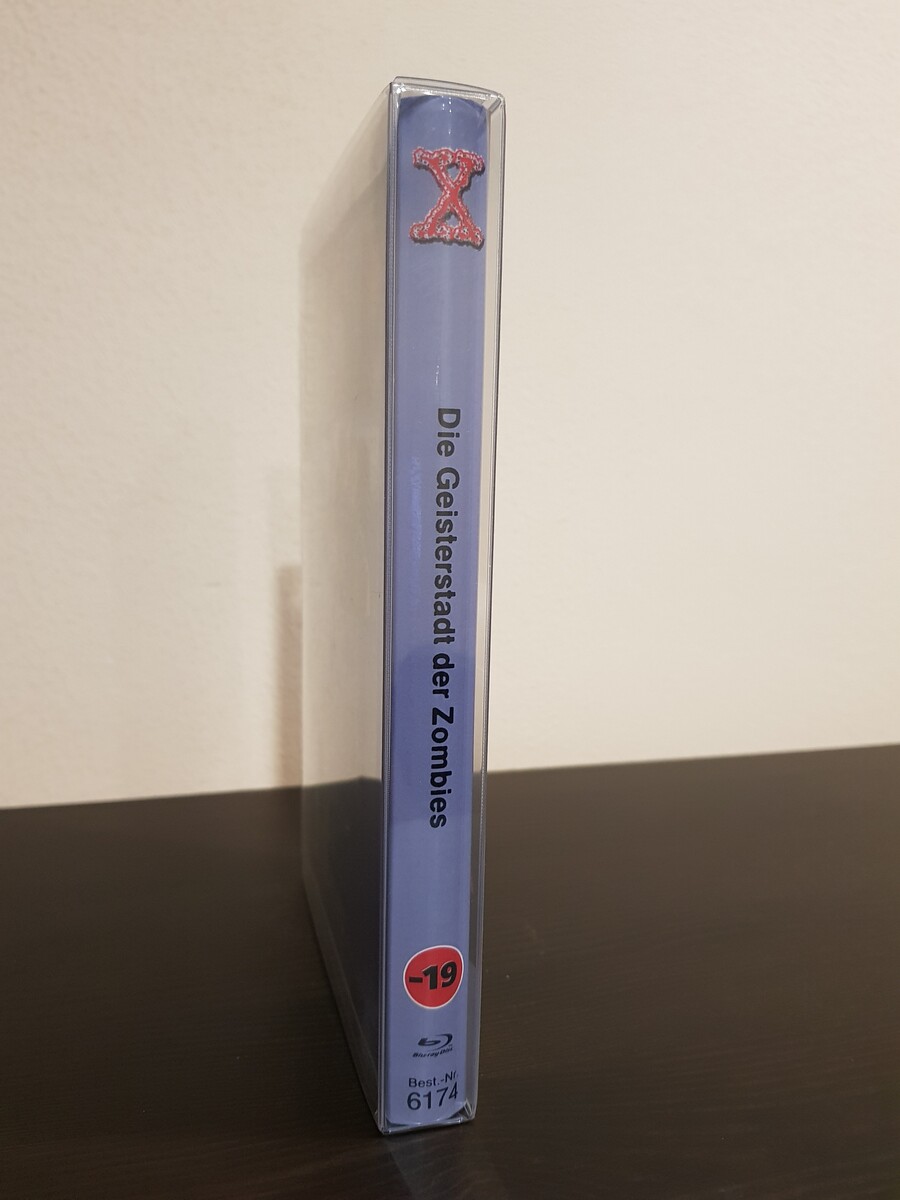 X
Die Geisterstadt der Zombies
-19
Blu-ray Disc
Best.-Nr.
6174